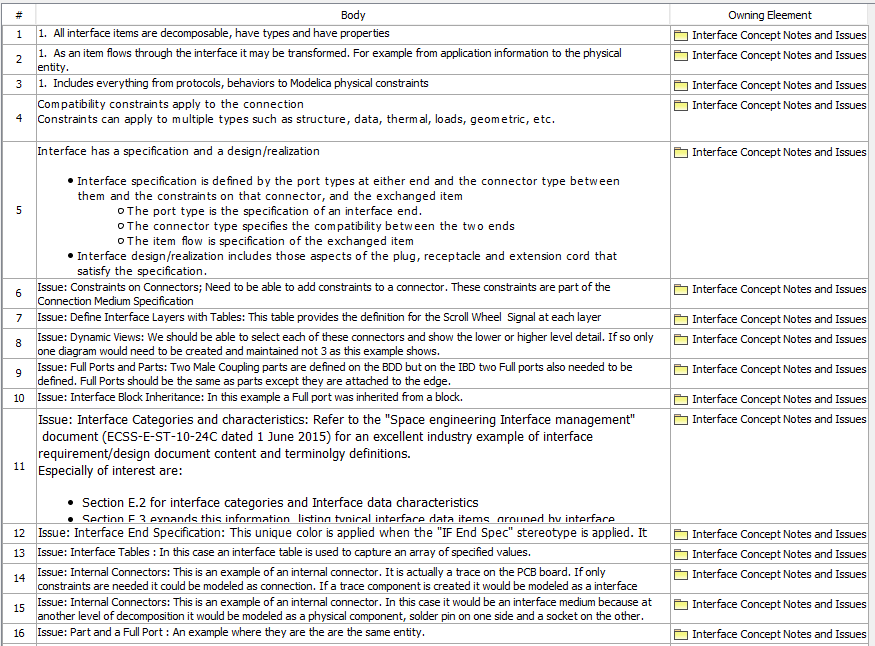 # Body Owning Eleement
1 1. All interface items are decomposable, have types and have properties Interface Concept Notes and Issues
2 1. As an item flows through the interface it may be transformed. For example from application information to the physical Interface Concept Notes and Issues
entity.
3 1. Includes everything from protocols, behaviors to Modelica physical constraints Interface Concept Notes and Issues
4 Compatibility constraints apply to the connection Interface Concept Notes and Issues
Constraints can apply to multiple types such as structure, data, thermal, loads, geometric, etc.
5 Interface has a specification and a design/realization Interface Concept Notes and Issues
• Interface specification is defined by the port types at either end and the connector type between
them and the constraints on that connector, and the exchanged item
o The port type is the specification of an interface end.
o The connector type specifies the compatibility between the two ends
o The item flow is specification of the exchanged item
• Interface design/realization includes those aspects of the plug, receptacle and extension cord that
satisfy the specification.
6 Issue: Constraints on Connectors; Need to be able to add constraints to a connector. These constraints are part of the Interface Concept Notes and Issues
Connection Medium Specification
7 Issue: Define Interface Layers with Tables: This table provides the definition for the Scroll Wheel Signal at each layer Interface Concept Notes and Issues
8 Issue: Dynamic Views: We should be able to select each of these connectors and show the lower or higher level detail. If so only Interface Concept Notes and Issues
one diagram would need to be created and maintained not 3 as this example shows.
9 Issue: Full Ports and Parts: Two Male Coupling parts are defined on the BDD but on the IBD two Full ports also needed to be Interface Concept Notes and Issues
defined. Full Ports should be the same as parts except they are attached to the edge.
10 Issue: Interface Block Inheritance: In this example a Full port was inherited from a block. Interface Concept Notes and Issues
11 Issue: Interface Categories and characteristics: Refer to the "Space engineering Interface management" Interface Concept Notes and Issues
document (ECSS-E-ST-10-24C dated 1 June 2015) for an excellent industry example of interface
requirement/design document content and terminolgy definitions.
Especially of interest are:
• Section E.2 for interface categories and Interface data characteristics
• Section E.3 expands this information, listing typical interface data items, grouped by interface
12 Issue: Interface End Specification: This unique color is applied when the "IF End Spec" stereotype is applied. It Interface Concept Notes and Issues
13 Issue: Interface Tables : In this case an interface table is used to capture an array of specified values. Interface Concept Notes and Issues
14 Issue: Internal Connectors: This is an example of an internal connector. It is actually a trace on the PCB board. If only Interface Concept Notes and Issues
constraints are needed it could be modeled as connection. If a trace component is created it would be modeled as a interface
15 Issue: Internal Connectors: This is an example of an internal connector. In this case it would be an interface medium because at Interface Concept Notes and Issues
another level of decomposition it would be modeled as a physical component, solder pin on one side and a socket on the other.
16 Issue: Part and a Full Port : An example where they are the are the same entity. Interface Concept Notes and Issues